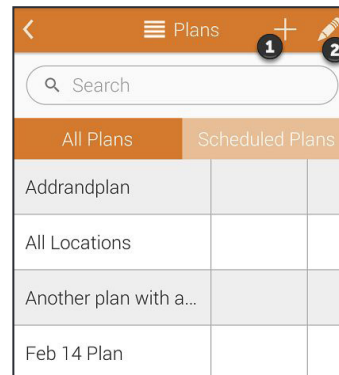 Plans
1
2
Search
All Plans Scheduled Plans
Addrandplan
All Locations
Another plan with a...
Feb 14 Plan